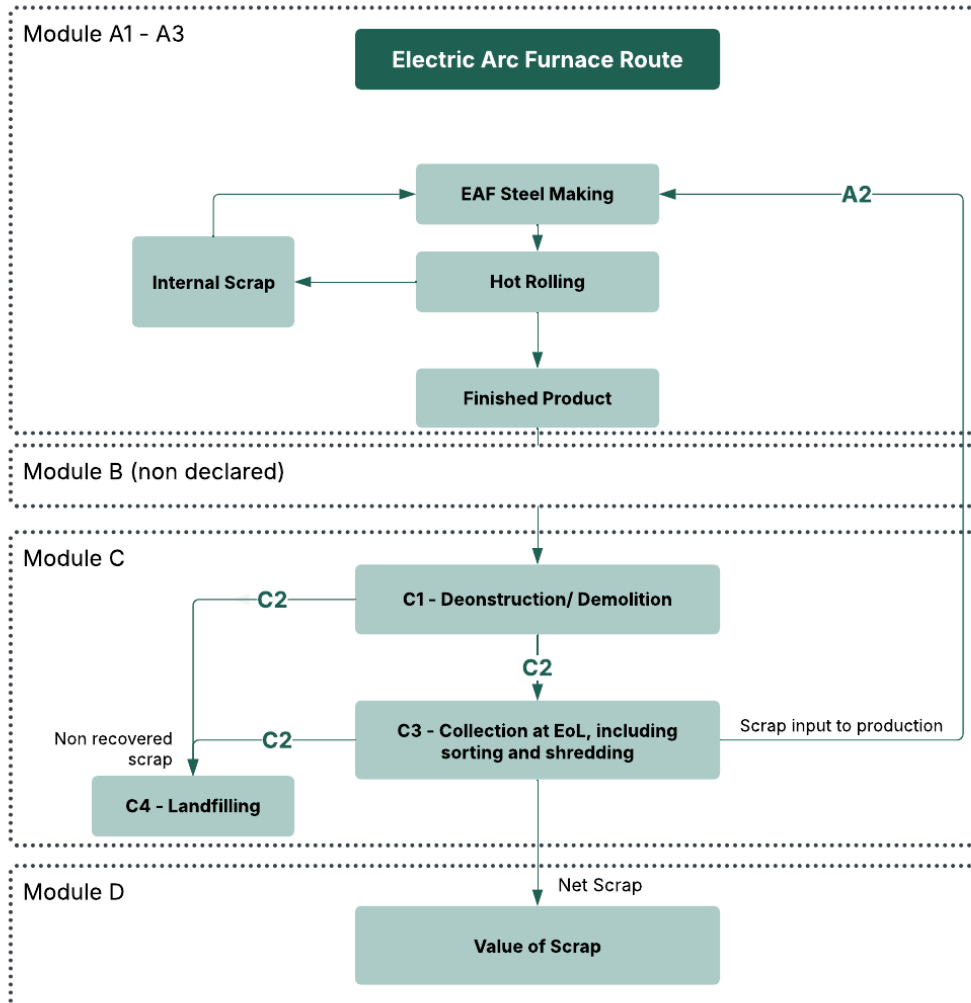 Module A1 - A3
Electric Arc Furnace Route
EAF Steel Making
A2
Internal Scrap
Hot Rolling
Finished Product
Module B (non declared)
Module C
C1 - Deonstruction/ Demolition
C2
C2
C3 - Collection at EoL, including
sorting and shredding
Scrap input to production
Non recovered
scrap
C2
C4 - Landfilling
Module D
Net Scrap
Value of Scrap